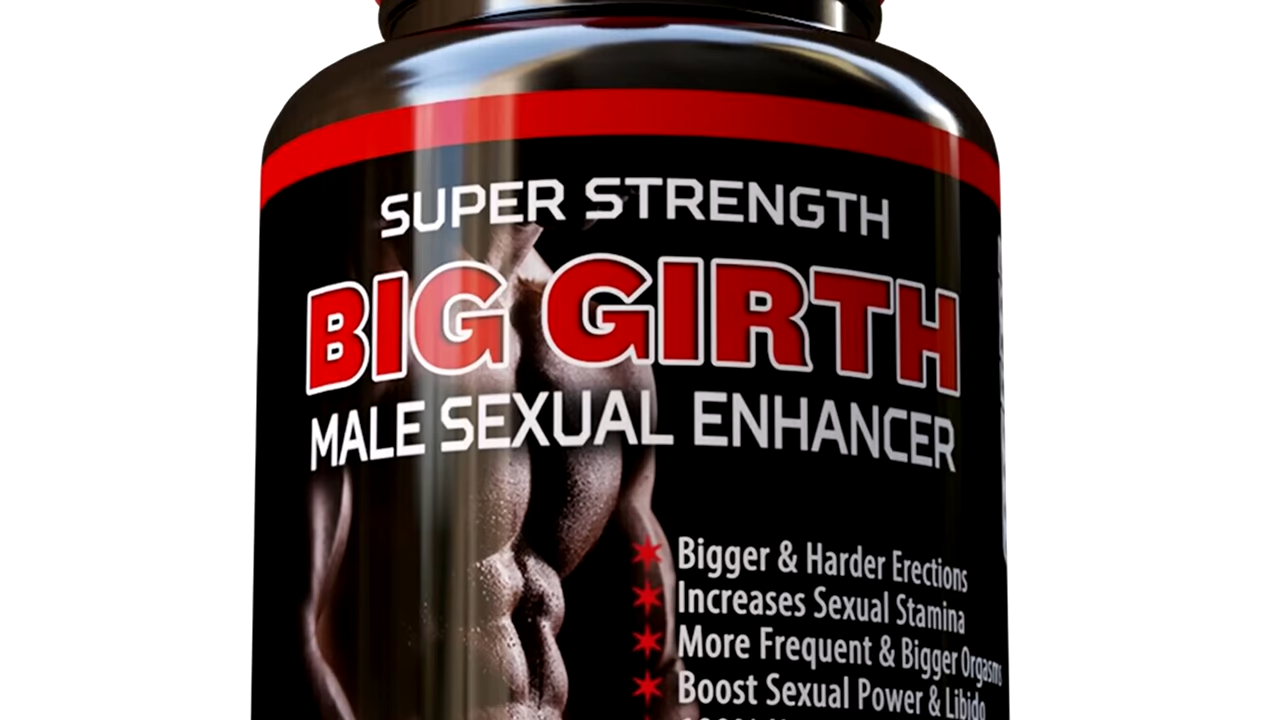 SUPER STRENGTH
BIG GIRTH
MALE SEXUAL ENHANCER
Bigger & Harder Erections
Increases Sexual Stamina
More Frequent & Bigger Orgasms
Boost Sexual Power & Libido